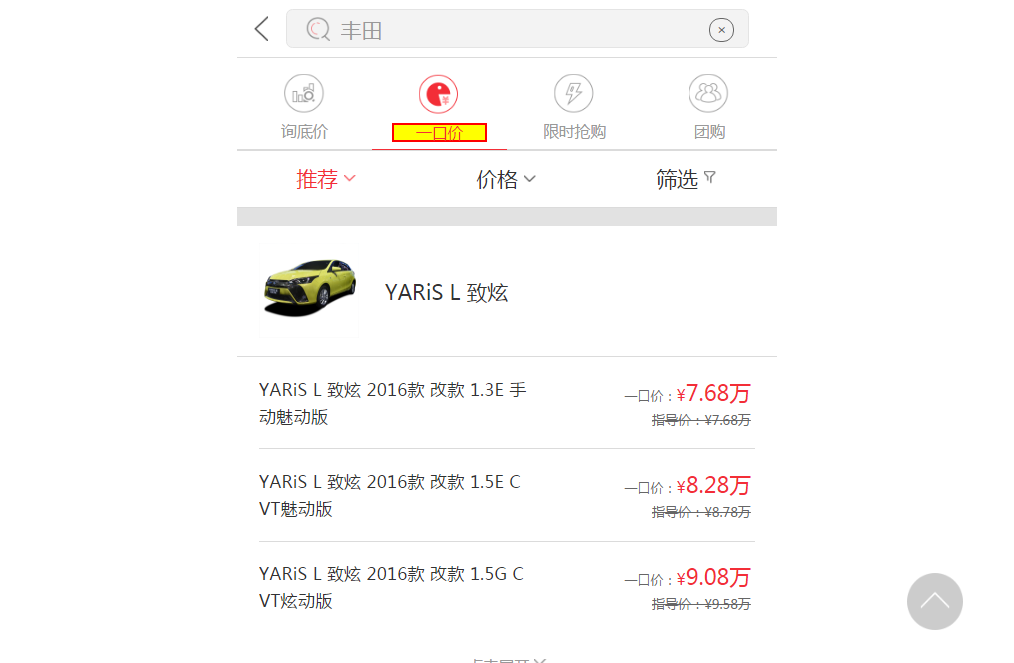 丰田
询底价 一口价 限时抢购 团购
推荐 价格 筛选
YARiS L 致炫
YARiS L 致炫 2016款 改款 1.3E 手
动魅动版
一口价：¥7.68万
指导价：¥7.68万
YARiS L 致炫 2016款 改款 1.5E C
VT魅动版
一口价：¥8.28万
指导价：¥8.78万
YARiS L 致炫 2016款 改款 1.5G C
VT炫动版
一口价：¥9.08万
指导价：¥9.58万